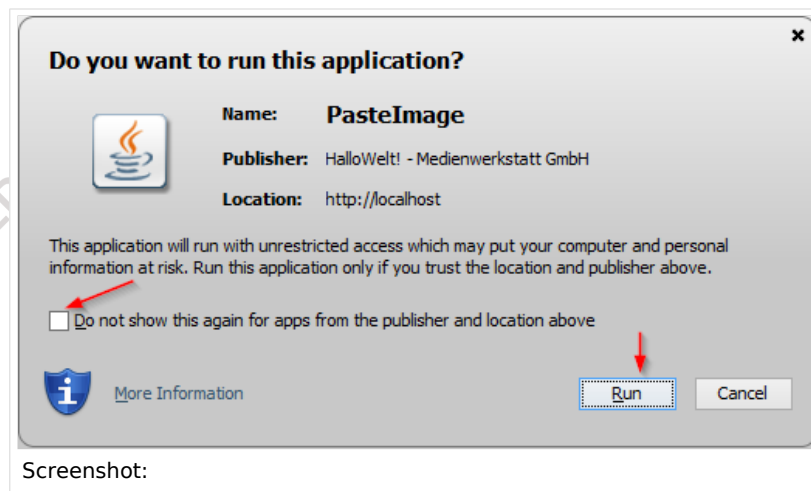 Do you want to run this application?
Name: PasteImage
Publisher: HalloWelt! - Medienwerkstatt GmbH
Location: http://localhost
This application will run with unrestricted access which may put your computer and personal
information at risk. Run this application only if you trust the location and publisher above.
Do not show this again for apps from the publisher and location above
More Information
Run Cancel
Screenshot: